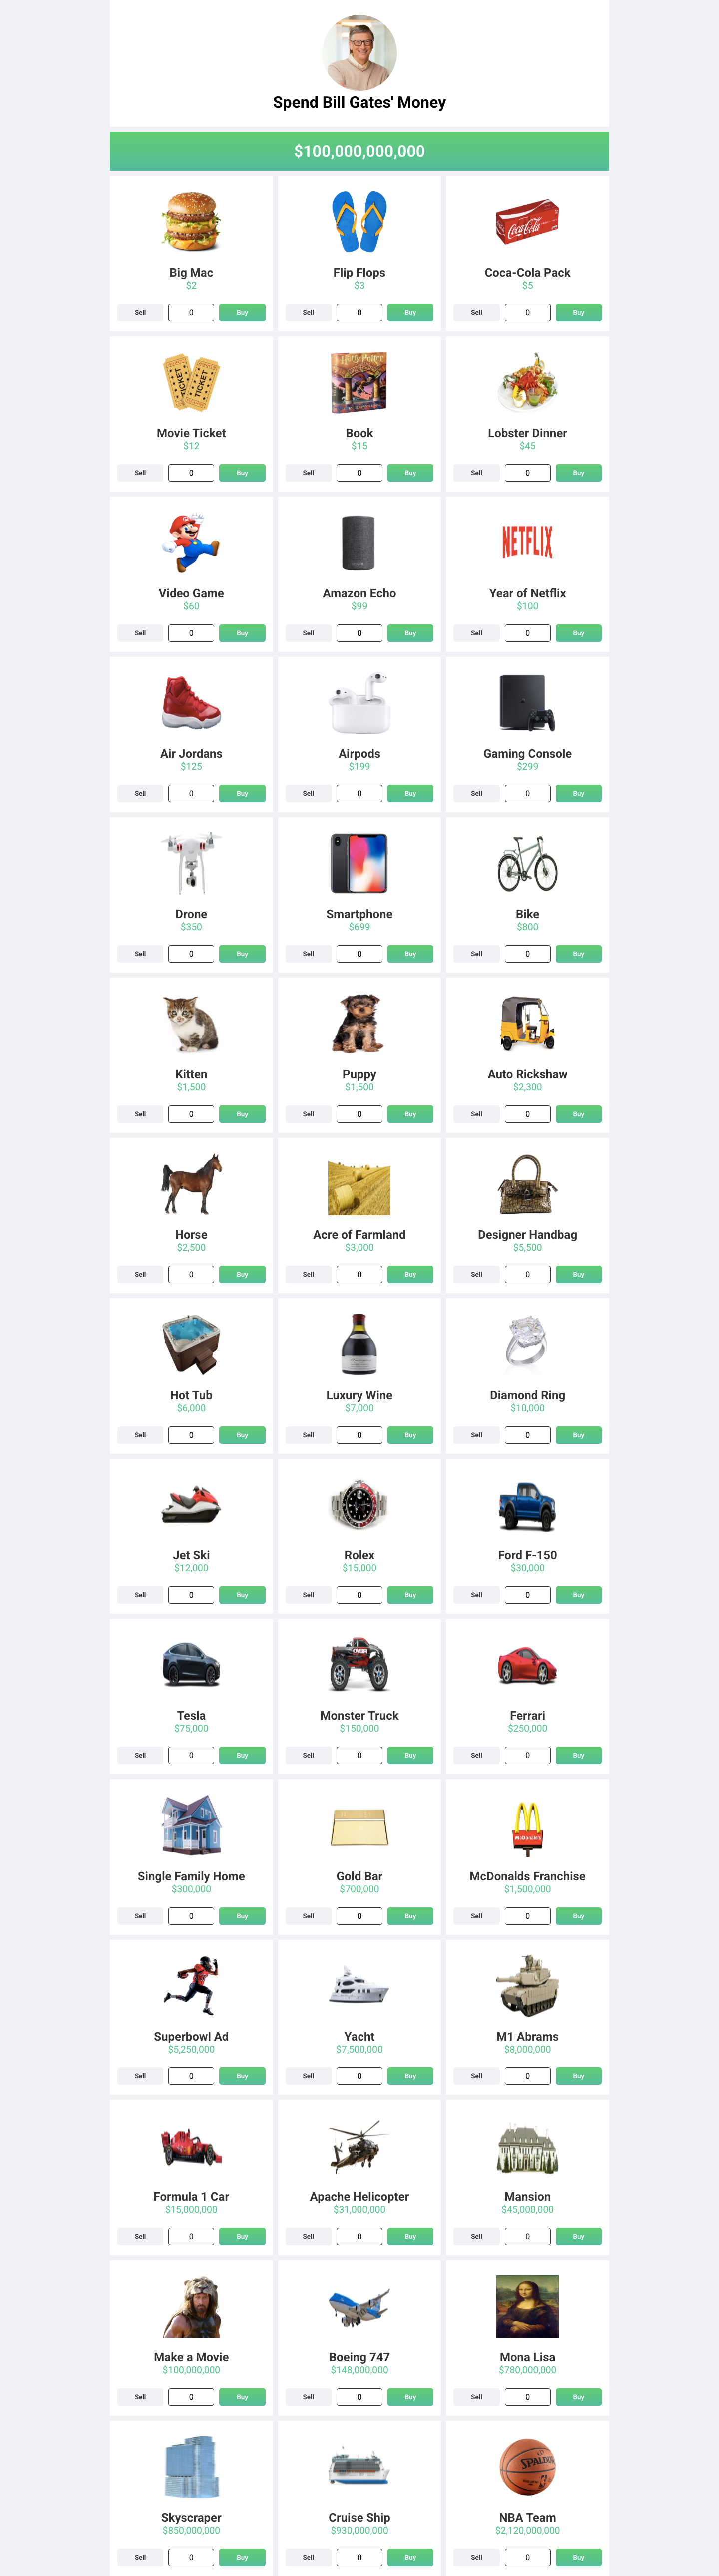 Spend Bill Gates' Money
$100,000,000,000
Coca-Cola
Big Mac
Flip Flops
Coca-Cola Pack
$2
$3
$5
Sell 0 Buy Sell 0 Buy Sell 0 Buy
TICKET TICKET
Harry Potter
Movie Ticket
Book
Lobster Dinner
$12
$15
$45
Sell 0 Buy Sell 0 Buy Sell 0 Buy
NETFLIX
Video Game
Amazon Echo
Year of Netflix
$60
$99
$100
Sell 0 Buy Sell 0 Buy Sell 0 Buy
Air Jordans
Airpods
Gaming Console
$125
$199
$299
Sell 0 Buy Sell 0 Buy Sell 0 Buy
Drone
Smartphone
Bike
$350
$699
$800
Sell 0 Buy Sell 0 Buy Sell 0 Buy
Kitten
Puppy
Auto Rickshaw
$1,500
$1,500
$2,300
Sell 0 Buy Sell 0 Buy Sell 0 Buy
Horse
Acre of Farmland
Designer Handbag
$2,500
$3,000
$5,500
Sell 0 Buy Sell 0 Buy Sell 0 Buy
Hot Tub
Luxury Wine
Diamond Ring
$6,000
$7,000
$10,000
Sell 0 Buy Sell 0 Buy Sell 0 Buy
Jet Ski
Rolex
Ford F-150
$12,000
$15,000
$30,000
Sell 0 Buy Sell 0 Buy Sell 0 Buy
Tesla
Monster Truck
Ferrari
$75,000
$150,000
$250,000
Sell 0 Buy Sell 0 Buy Sell 0 Buy
McDonald's
Single Family Home
Gold Bar
McDonalds Franchise
$300,000
$700,000
$1,500,000
Sell 0 Buy Sell 0 Buy Sell 0 Buy
Superbowl Ad
Yacht
M1 Abrams
$5,250,000
$7,500,000
$8,000,000
Sell 0 Buy Sell 0 Buy Sell 0 Buy
Formula 1 Car
Apache Helicopter
Mansion
$15,000,000
$31,000,000
$45,000,000
Sell 0 Buy Sell 0 Buy Sell 0 Buy
Make a Movie
Boeing 747
Mona Lisa
$100,000,000
$148,000,000
$780,000,000
Sell 0 Buy Sell 0 Buy Sell 0 Buy
SPALDING
Skyscraper
Cruise Ship
NBA Team
$850,000,000
$930,000,000
$2,120,000,000
Sell 0 Buy Sell 0 Buy Sell 0 Buy